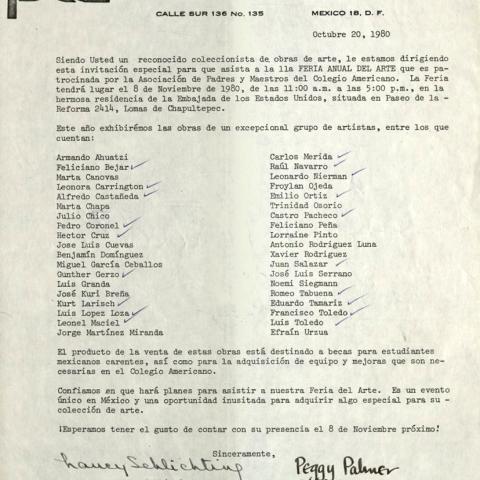 CALLE SUR 136 No. 135 MEXICO 18, D. F.
Octubre 20, 1980
Siendo Usted un reconocido coleccionista de obras de arte, le estamos dirigiendo
esta invitación especial para que asista a la 11a FERIA ANUAL DEL ARTE que es pa-
trocinada por la Asociación de Padres y Maestros del Colegio Americano. La Feria
tendrá lugar el 8 de Noviembre de 1980, de las 11:00 a.m. a las 5:00 p.m., en la
hermosa residencia de la Embajada de los Estados Unidos, situada en Paseo de la -
Reforma 2414, Lomas de Chapultepec.
Este año exhibirémos las obras de un excepcional grupo de artistas, entre los que
cuentan:
Armando Ahuatzi
Feliciano Bejar
Marta Canovas
Leonora Carrington
Alfredo Castañeda
Marta Chapa
Julio Chico
Pedro Coronel
Hector Cruz
Jose Luis Cuevas
Benjamín Domínguez
Miguel García Ceballos
Gunther Gerzo
Luis Granda
José Kuri Breña
Kurt Larisch
Luis Lopez Loza
Leonel Maciel
Jorge Martínez Miranda
Carlos Merida
Raúl Navarro
Leonardo Nierman
Froylan Ojeda
Emilio Ortiz
Trinidad Osorio
Castro Pacheco
Feliciano Peña
Lorraine Pinto
Antonio Rodriguez Luna
Xavier Rodriguez
Juan Salazar
José Luis Serrano
Noemi Siegmann
Romeo Tabuena
Eduardo Tamariz
Francisco Toledo
Luis Toledo
Efraín Urzua
El producto de la venta de estas obras está destinado a becas para estudiantes
mexicanos carentes, así como para la adquisición de equipo y mejoras que son ne-
cesarias en el Colegio Americano.
Confiamos en que hará planes para asistir a nuestra Feria del Arte. Es un evento
único en México y una oportunidad inusitada para adquirir algo especial para su -
colección de arte.
¡Esperamos tener el gusto de contar con su presencia el 8 de Noviembre próximo!
Sinceramente,
Nancy Schlichting Peggy Palmer